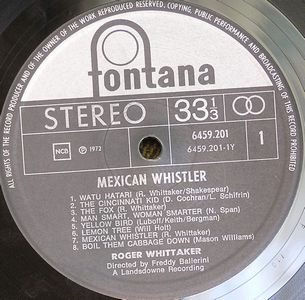 ALL RIGHTS OF THE RECORD PRODUCER AND OF THE OWNER OF THE WORK REPRODUCED RESERVED. COPYING, PUBLIC PERFORMANCE AND BROADCASTING OF THIS RECORD PROHIBITED
fontana
STEREO 33 1/3
6459.201
NCB ℗ 1972 6459.201-1Y 1
MEXICAN WHISTLER
1. WATU HATARI (R. Whittaker/Shakespear)
2. THE CINCINNATI KID (D. Cochran/L. Schifrin)
3. THE FOX (R. Whittaker)
4. MAN SMART, WOMAN SMARTER (N. Span)
5. YELLOW BIRD (Luboff/Keith/Bergman)
6. LEMON TREE (Will Holt)
7. MEXICAN WHISTLER (R. Whittaker)
8. BOIL THEM CABBAGE DOWN (Mason Williams)
ROGER WHITTAKER
Directed by Freddy Ballerini
A Landsdowne Recording